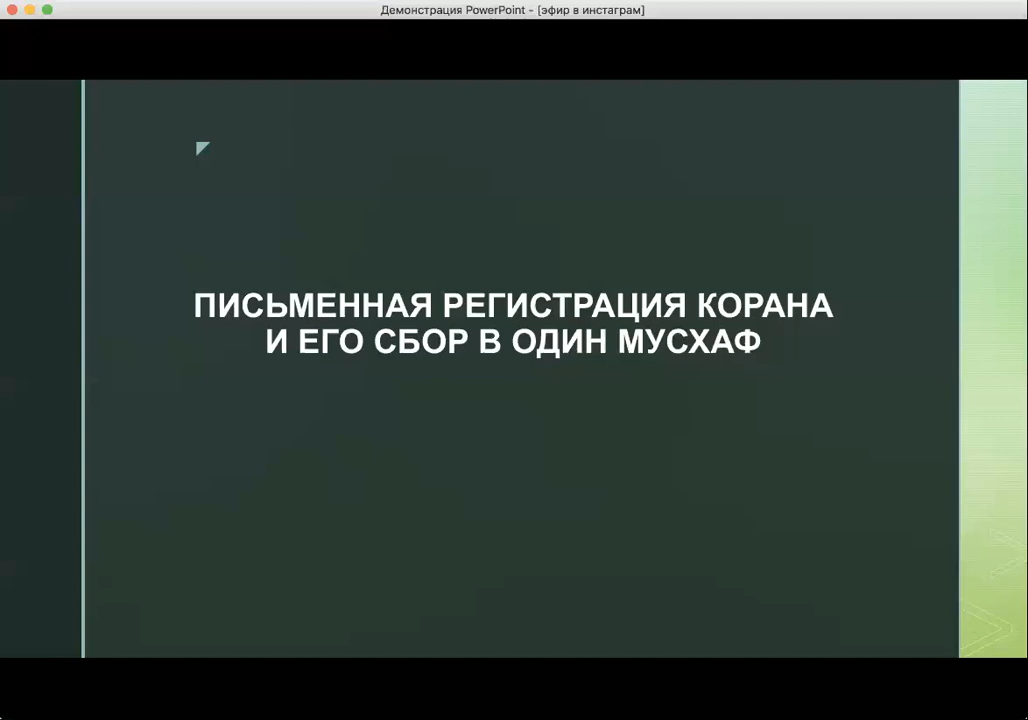 Демонстрация PowerPoint - [эфир в инстаграм]
ПИСЬМЕННАЯ РЕГИСТРАЦИЯ КОРАНА
И ЕГО СБОР В ОДИН МУСХАФ